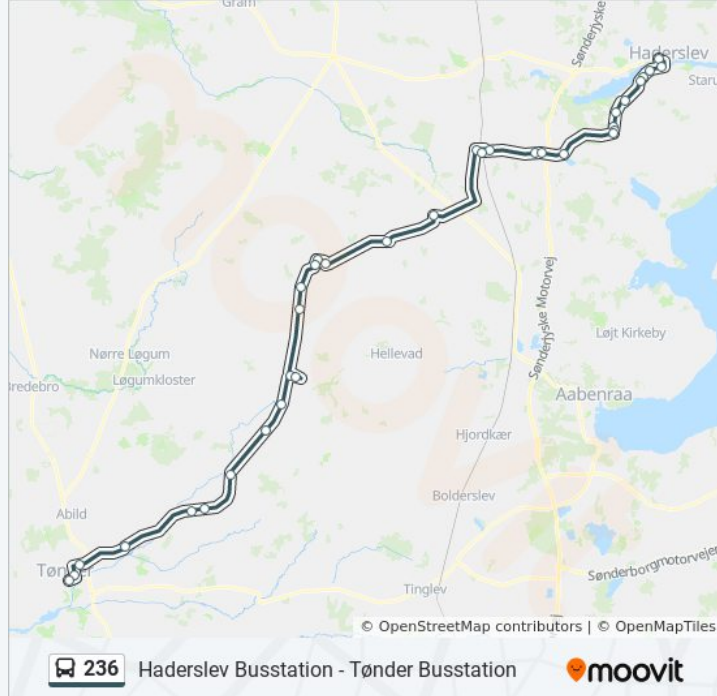 Gram
Sønderjyske
Haderslev
Staru
Sønderjyske Motorvej
Løjt Kirkeby
Nørre Løgum
Hellevad
Bredebro
Løgumkloster
Aabenraa
Hjordkær
Bolderslev
Abild
Tønder
Sønderborgmotorvejen
Tinglev
© OpenStreetMap contributors | © OpenMapTiles
236 Haderslev Busstation - Tønder Busstation moovit